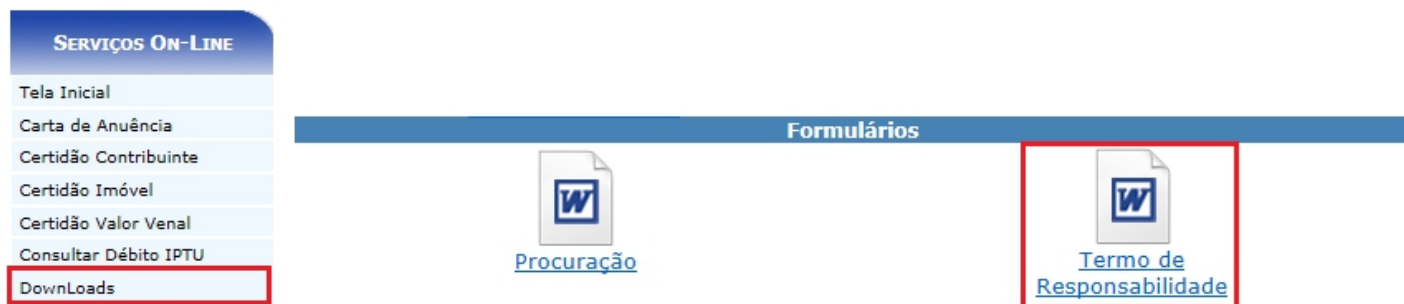 Serviços On-Line
Tela Inicial
Carta de Anuência
Certidão Contribuinte
Certidão Imóvel
Certidão Valor Venal
Consultar Débito IPTU
DownLoads
Formulários
W
Procuração
W
Termo de
Responsabilidade